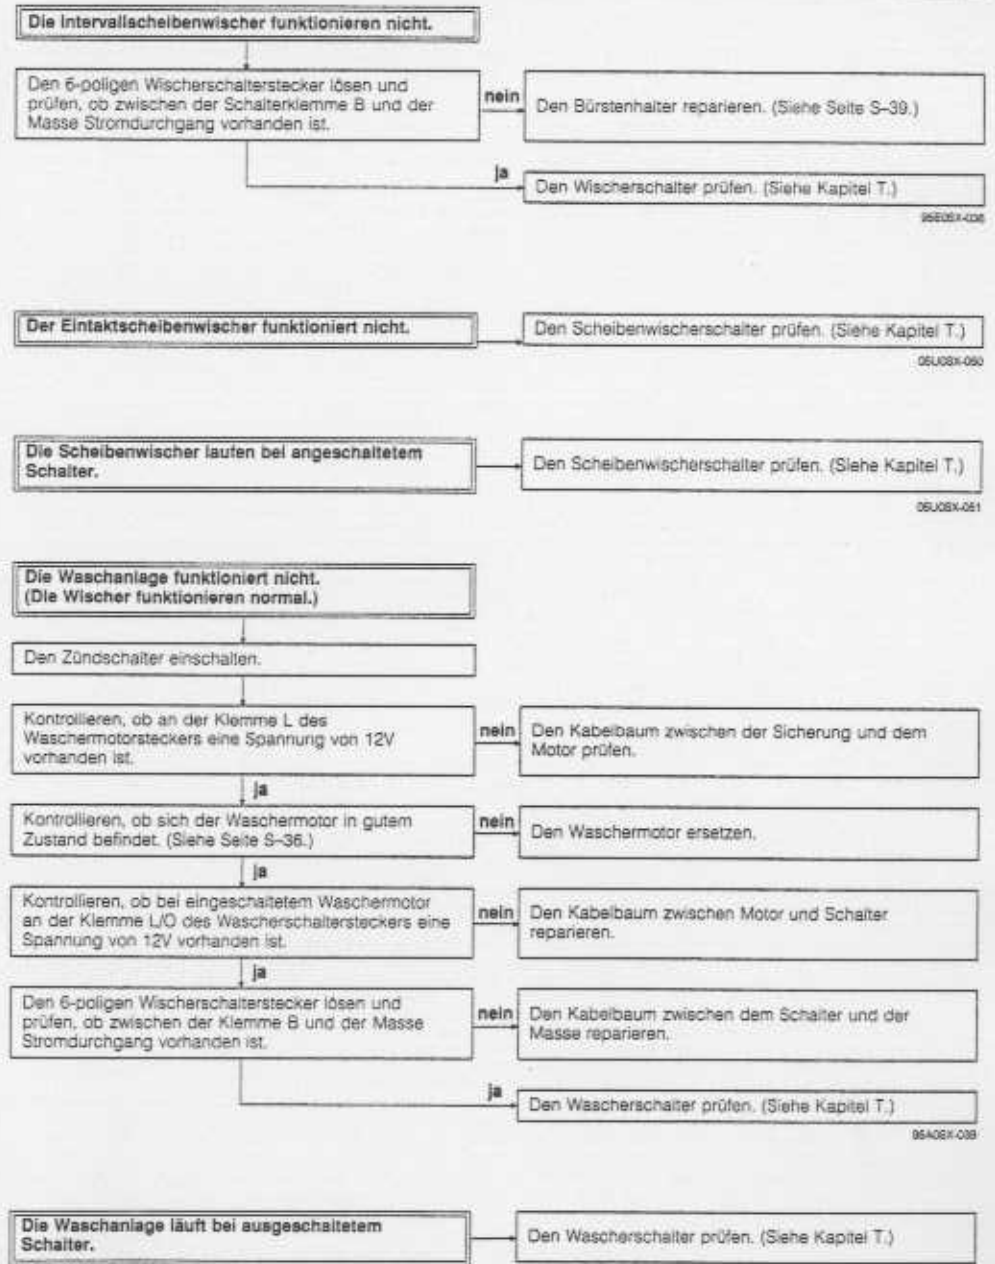 Die Intervallscheibenwischer funktionieren nicht.
Den 6-poligen Wischerschalterstecker lösen und
prüfen, ob zwischen der Schalterklemme B und der
Masse Stromdurchgang vorhanden ist.
nein
Den Bürstenhalter reparieren. (Siehe Seite S–39.)
ja
Den Wischerschalter prüfen. (Siehe Kapitel T.)
Der Eintaktscheibenwischer funktioniert nicht.
Den Scheibenwischerschalter prüfen. (Siehe Kapitel T.)
05U0SX-050
Die Scheibenwischer laufen bei angeschaltetem
Schalter.
Den Scheibenwischerschalter prüfen. (Siehe Kapitel T.)
05U0SX-051
Die Waschanlage funktioniert nicht.
(Die Wischer funktionieren normal.)
Den Zündschalter einschalten.
Kontrollieren, ob an der Klemme L des
Waschermotorsteckers eine Spannung von 12V
vorhanden ist.
nein
Den Kabelbaum zwischen der Sicherung und dem
Motor prüfen.
ja
Kontrollieren, ob sich der Waschermotor in gutem
Zustand befindet. (Siehe Seite S–36.)
nein
Den Waschermotor ersetzen.
ja
Kontrollieren, ob bei eingeschaltetem Waschermotor
an der Klemme L/O des Wascherschaltersteckers eine
Spannung von 12V vorhanden ist.
nein
Den Kabelbaum zwischen Motor und Schalter
reparieren.
ja
Den 6-poligen Wischerschalterstecker lösen und
prüfen, ob zwischen der Klemme B und der Masse
Stromdurchgang vorhanden ist.
nein
Den Kabelbaum zwischen dem Schalter und der
Masse reparieren.
ja
Den Wascherschalter prüfen. (Siehe Kapitel T.)
Die Waschanlage läuft bei ausgeschaltetem
Schalter.
Den Wascherschalter prüfen. (Siehe Kapitel T.)